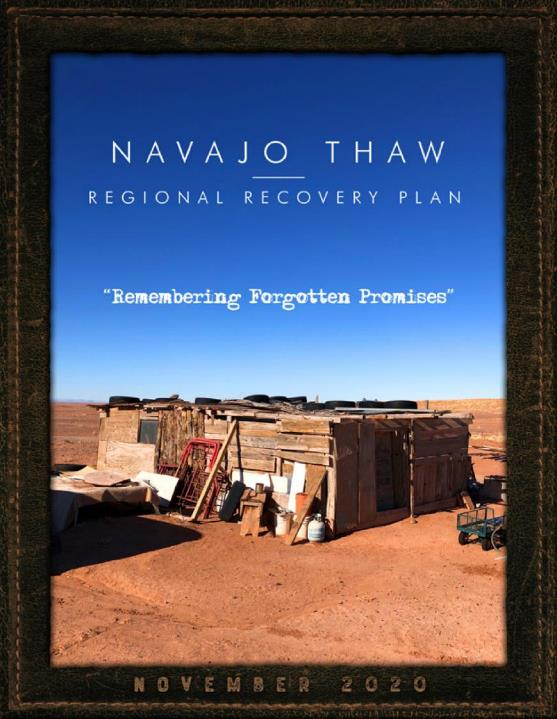 NAVAJO THAW
REGIONAL RECOVERY PLAN
“Remembering Forgotten Promises”
NOVEMBER 2020